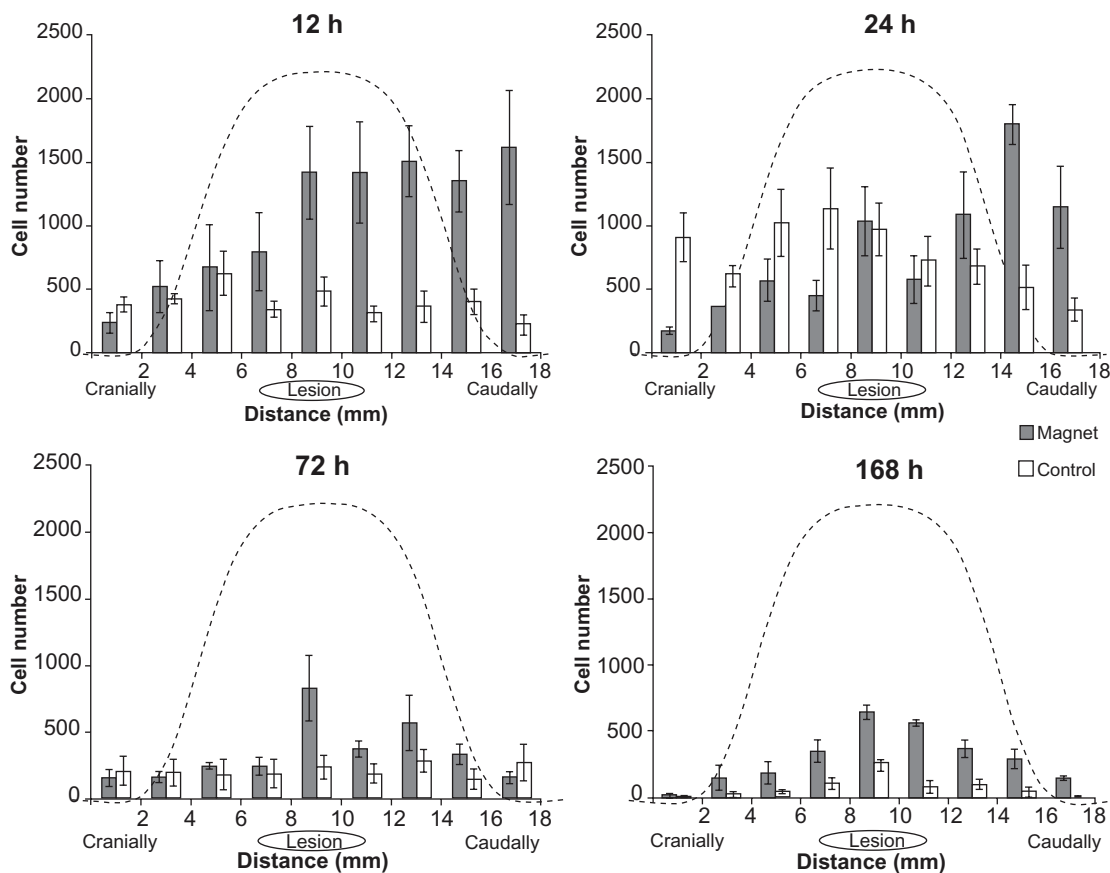 12 h
2500
2000
1500
1000
500
0
Cell number
2 4 6 8 10 12 14 16 18
Cranially Lesion Caudally
Distance (mm)
24 h
2500
2000
1500
1000
500
0
Cell number
2 4 6 8 10 12 14 16 18
Cranially Lesion Caudally
Distance (mm)
Magnet
Control
72 h
2500
2000
1500
1000
500
0
Cell number
2 4 6 8 10 12 14 16 18
Cranially Lesion Caudally
Distance (mm)
168 h
2500
2000
1500
1000
500
0
Cell number
2 4 6 8 10 12 14 16 18
Cranially Lesion Caudally
Distance (mm)